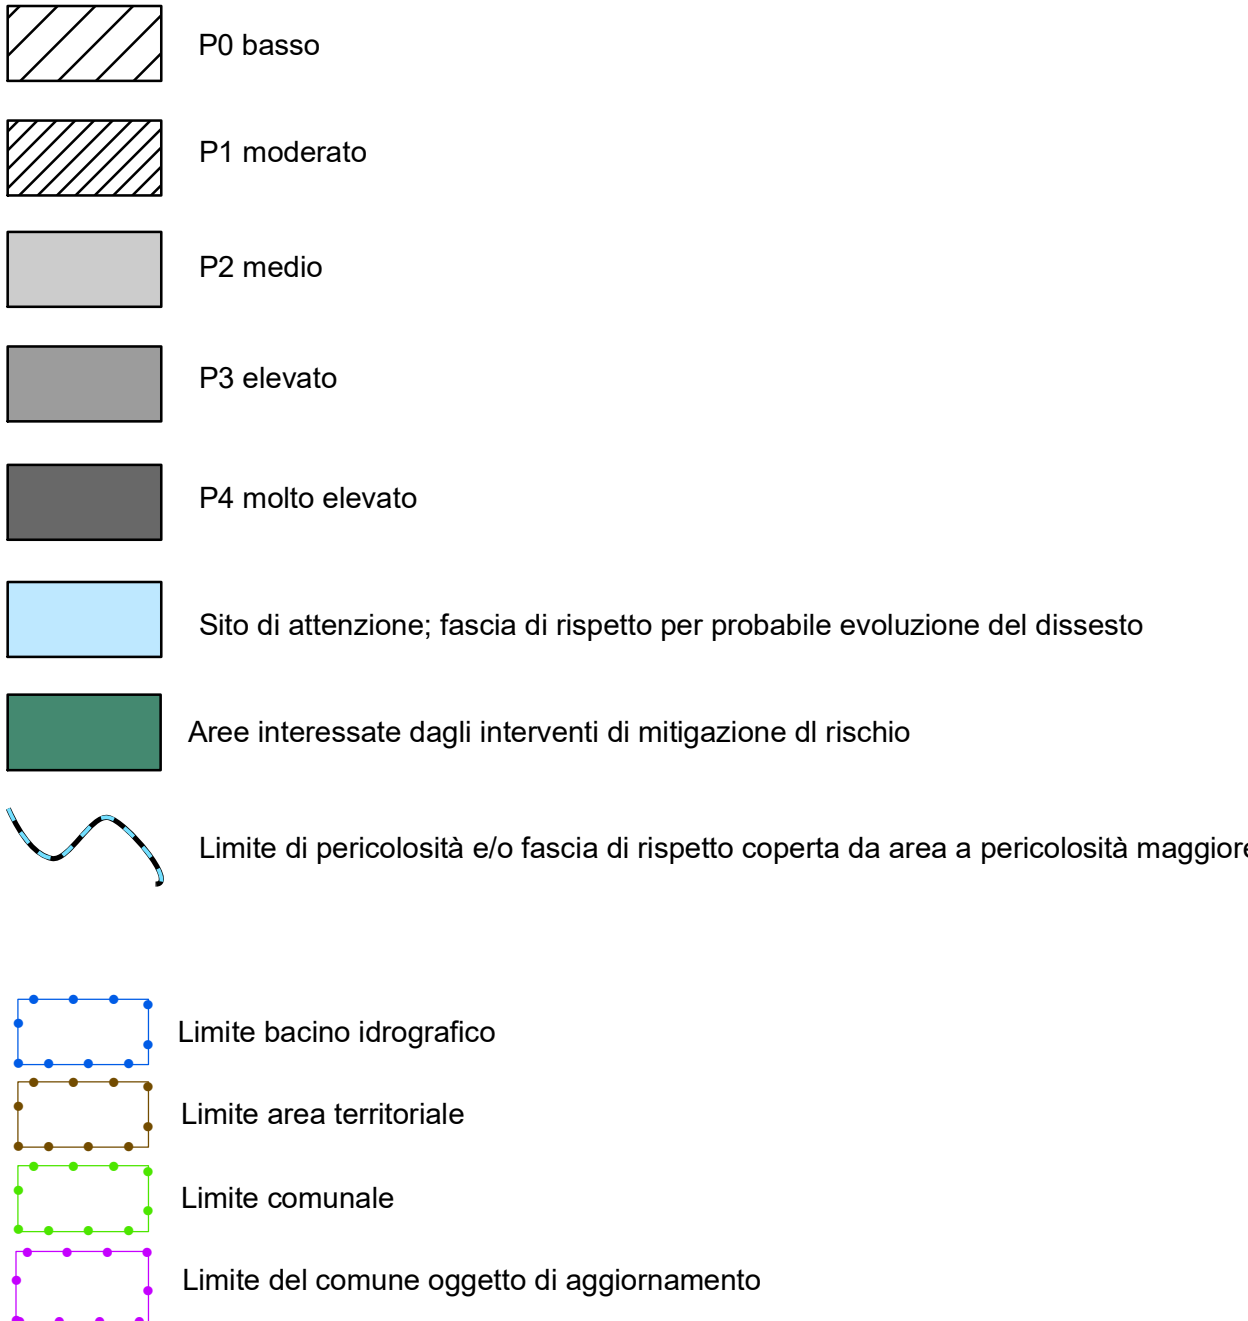 P0 basso
P1 moderato
P2 medio
P3 elevato
P4 molto elevato
Sito di attenzione; fascia di rispetto per probabile evoluzione del dissesto
Aree interessate dagli interventi di mitigazione dl rischio
Limite di pericolosità e/o fascia di rispetto coperta da area a pericolosità maggiore
Limite bacino idrografico
Limite area territoriale
Limite comunale
Limite del comune oggetto di aggiornamento